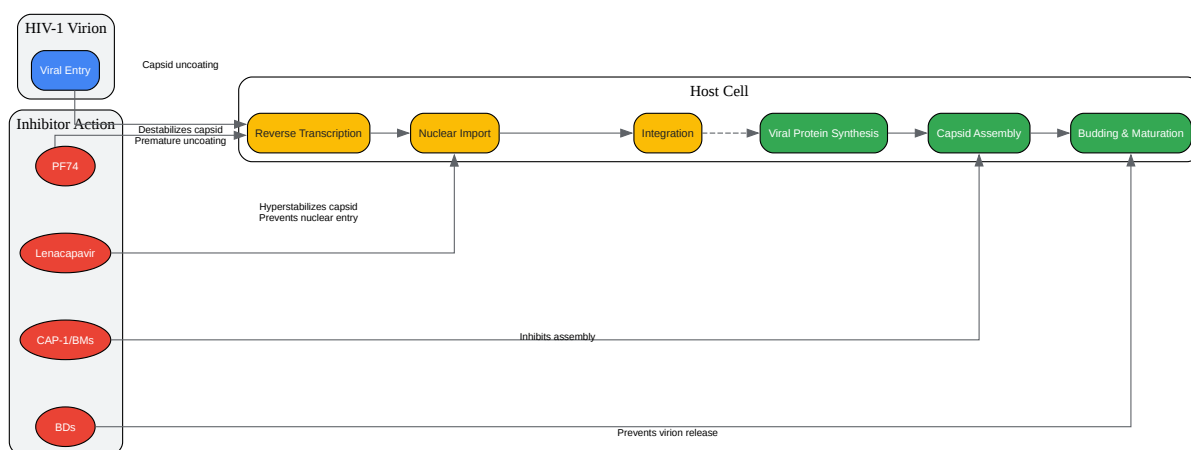 HIV-1 Virion
Viral Entry
Capsid uncoating
Host Cell
Inhibitor Action
Destabilizes capsid
Premature uncoating
Reverse Transcription
Nuclear Import
Integration
Viral Protein Synthesis
Capsid Assembly
Budding & Maturation
PF74
Hyperstabilizes capsid
Prevents nuclear entry
Lenacapavir
CAP-1/BMs
Inhibits assembly
BDs
Prevents virion release